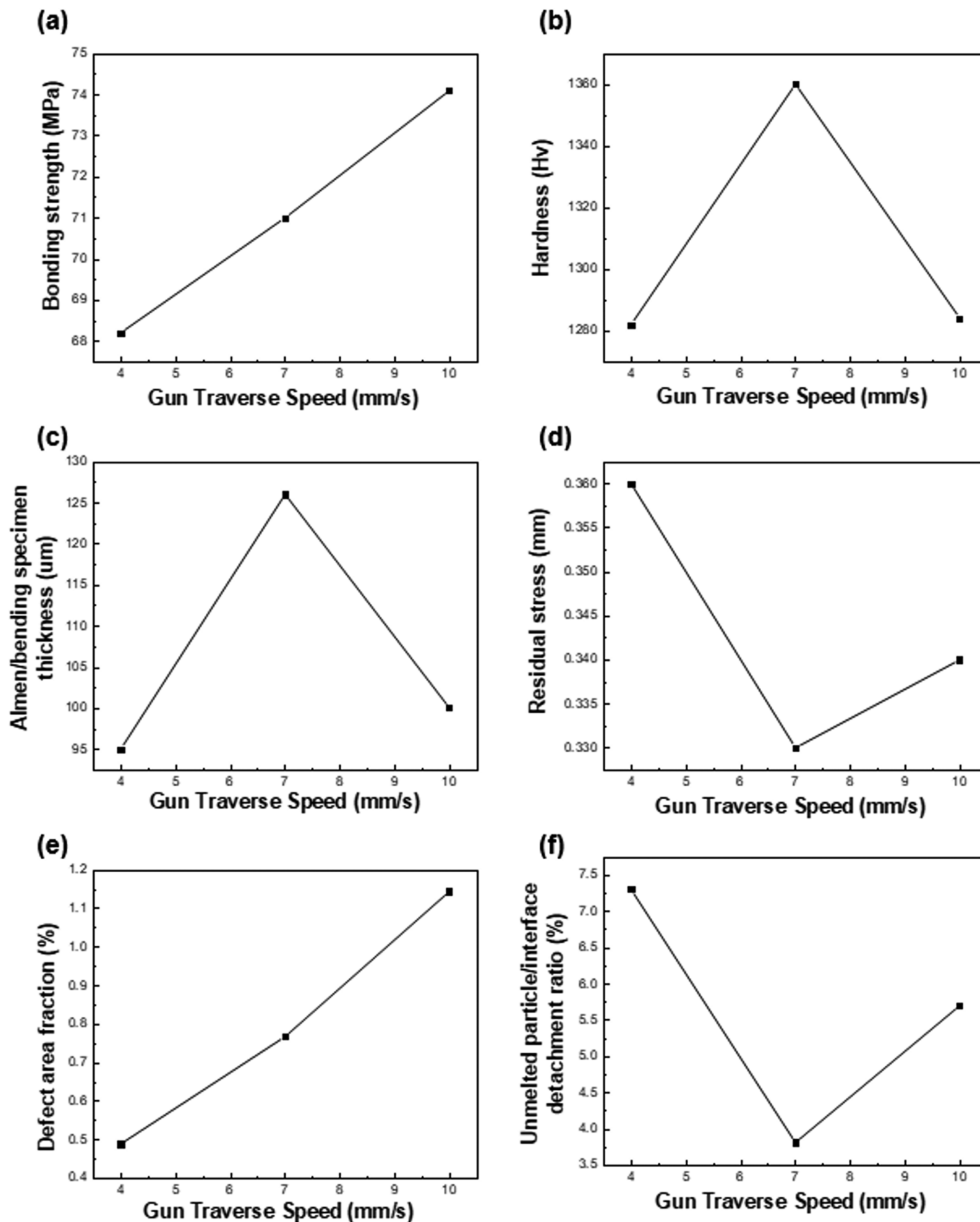 (a)
Bonding strength (MPa)
75
74
73
72
71
70
69
68
4 5 6 7 8 9 10
Gun Traverse Speed (mm/s)
(b)
Hardness (Hv)
1360
1340
1320
1300
1280
4 5 6 7 8 9 10
Gun Traverse Speed (mm/s)
(c)
Almen/bending specimen
thickness (um)
130
125
120
115
110
105
100
95
4 5 6 7 8 9 10
Gun Traverse Speed (mm/s)
(d)
Residual stress (mm)
0.360
0.355
0.350
0.345
0.340
0.335
0.330
4 5 6 7 8 9 10
Gun Traverse Speed (mm/s)
(e)
Defect area fraction (%)
1.2
1.1
1.0
0.9
0.8
0.7
0.6
0.5
0.4
4 5 6 7 8 9 10
Gun Traverse Speed (mm/s)
(f)
Unmelted particle/interface
detachment ratio (%)
7.5
7.0
6.5
6.0
5.5
5.0
4.5
4.0
3.5
4 5 6 7 8 9 10
Gun Traverse Speed (mm/s)